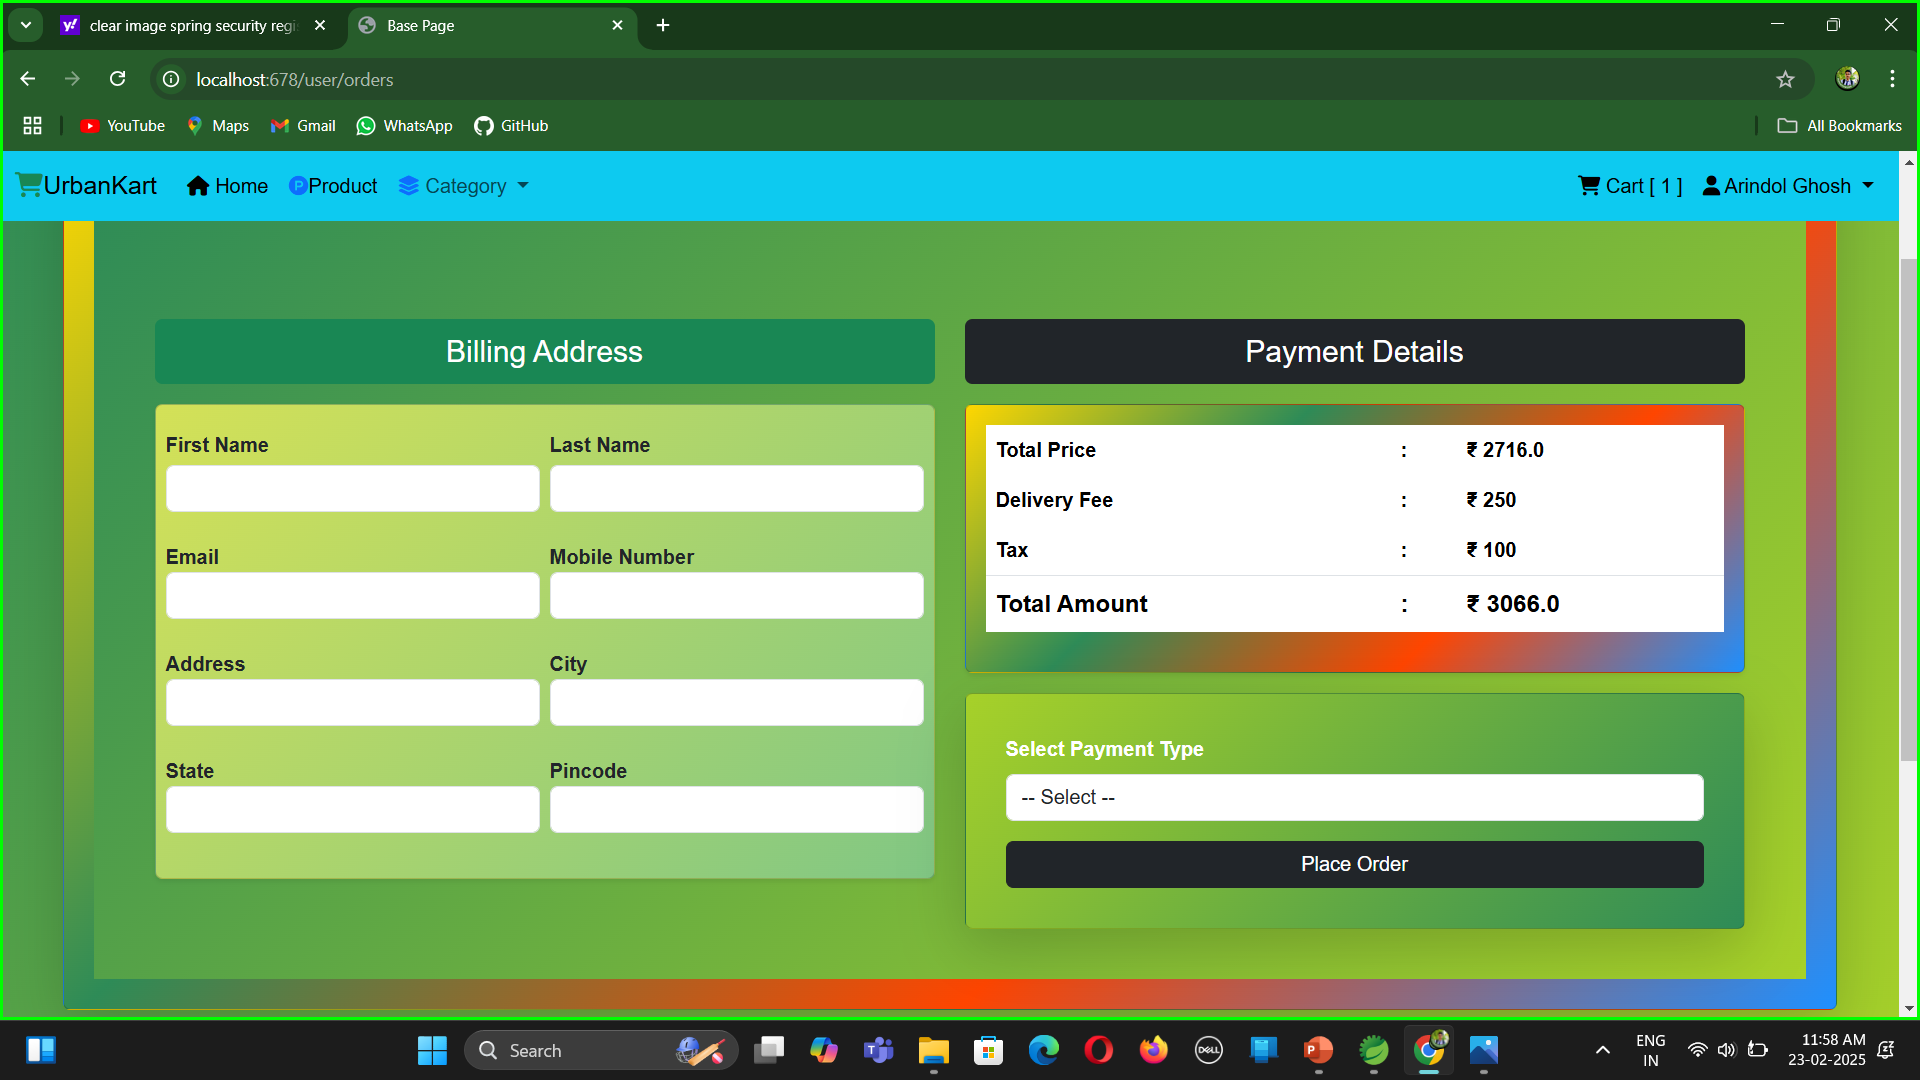 clear image spring security regi
Base Page
localhost:678/user/orders
YouTube
Maps
Gmail
WhatsApp
GitHub
All Bookmarks
UrbanKart
Home
Product
Category
Cart [ 1 ]
Arindol Ghosh
Billing Address
First Name
Last Name
Email
Mobile Number
Address
City
State
Pincode
Payment Details
Total Price : ₹ 2716.0
Delivery Fee : ₹ 250
Tax : ₹ 100
Total Amount : ₹ 3066.0
Select Payment Type
-- Select --
Place Order
Search
DELL
ENG
IN
11:58 AM
23-02-2025